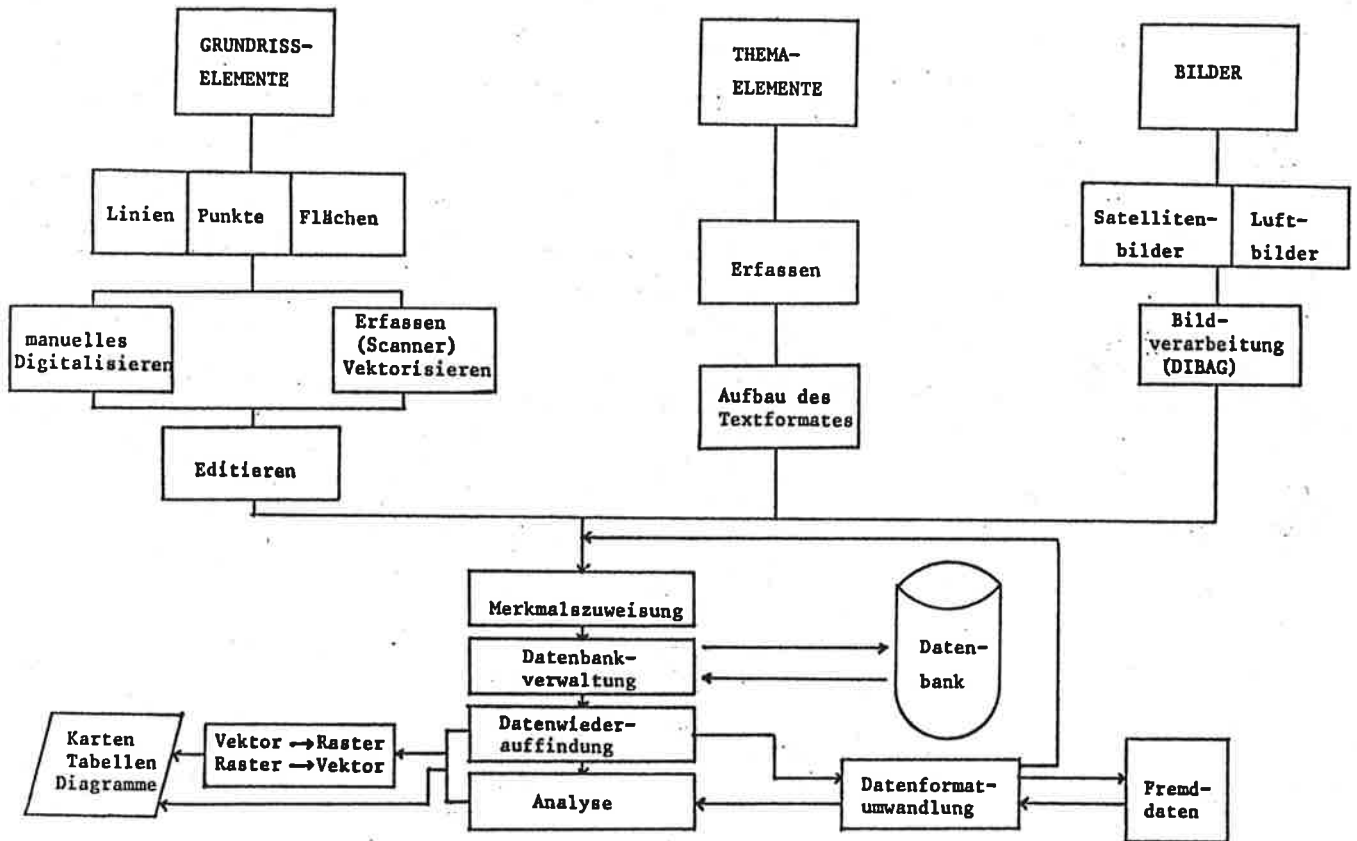 GRUNDRISS-
ELEMENTE
THEMA-
ELEMENTE
BILDER
Linien
Punkte
Flächen
Satelliten-
bilder
Luft-
bilder
Erfassen
manuelles
Digitalisieren
Erfassen
(Scanner)
Vektorisieren
Bild-
verarbeitung
(DIBAG)
Aufbau des
Textformates
Editieren
Merkmalszuweisung
Datenbank-
verwaltung
Daten-
bank
Datenwieder-
auffindung
Analyse
Vektor → Raster
Raster → Vektor
Karten
Tabellen
Diagramme
Datenformat-
umwandlung
Fremd-
daten